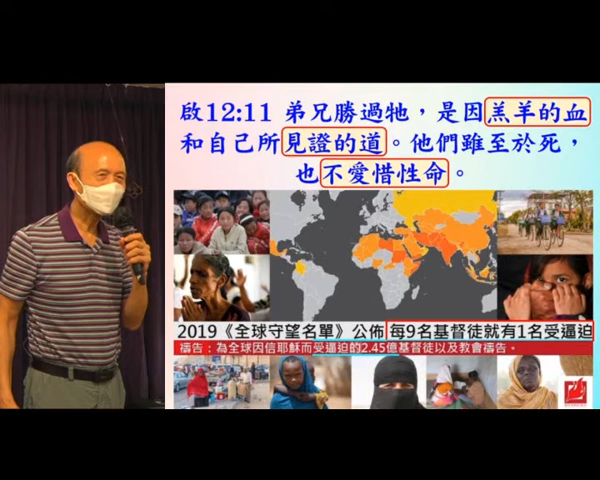 啟12:11 弟兄勝過牠，是因羔羊的血
和自己所見證的道。他們雖至於死，
也不愛惜性命。
2019《全球守望名單》公佈 每9名基督徒就有1名受逼迫
禱告：為全球因信耶穌而受逼迫的2.45億基督徒以及教會禱告。